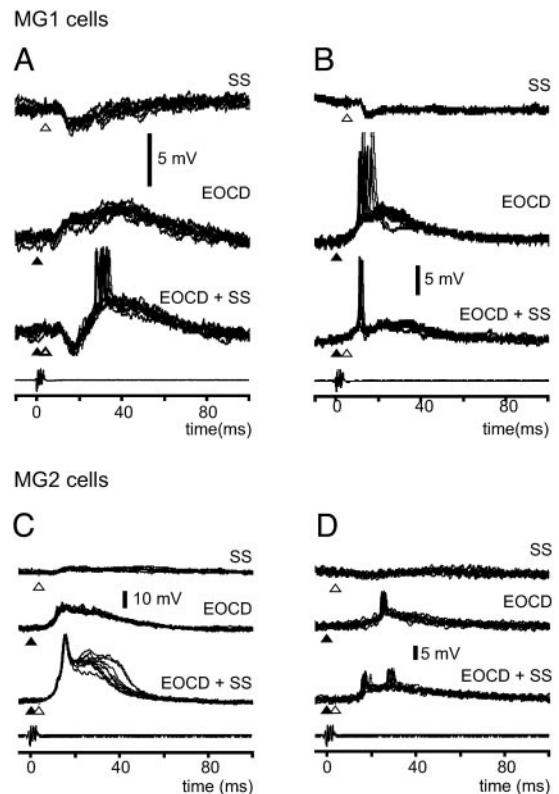 MG1 cells
A
SS
5 mV
EOCD
EOCD + SS
0 40 80
time(ms)
B
SS
EOCD
5 mV
EOCD + SS
0 40 80
time(ms)
MG2 cells
C
SS
10 mV
EOCD
EOCD + SS
0 40 80
time (ms)
D
SS
EOCD
5 mV
EOCD + SS
0 40 80
time (ms)